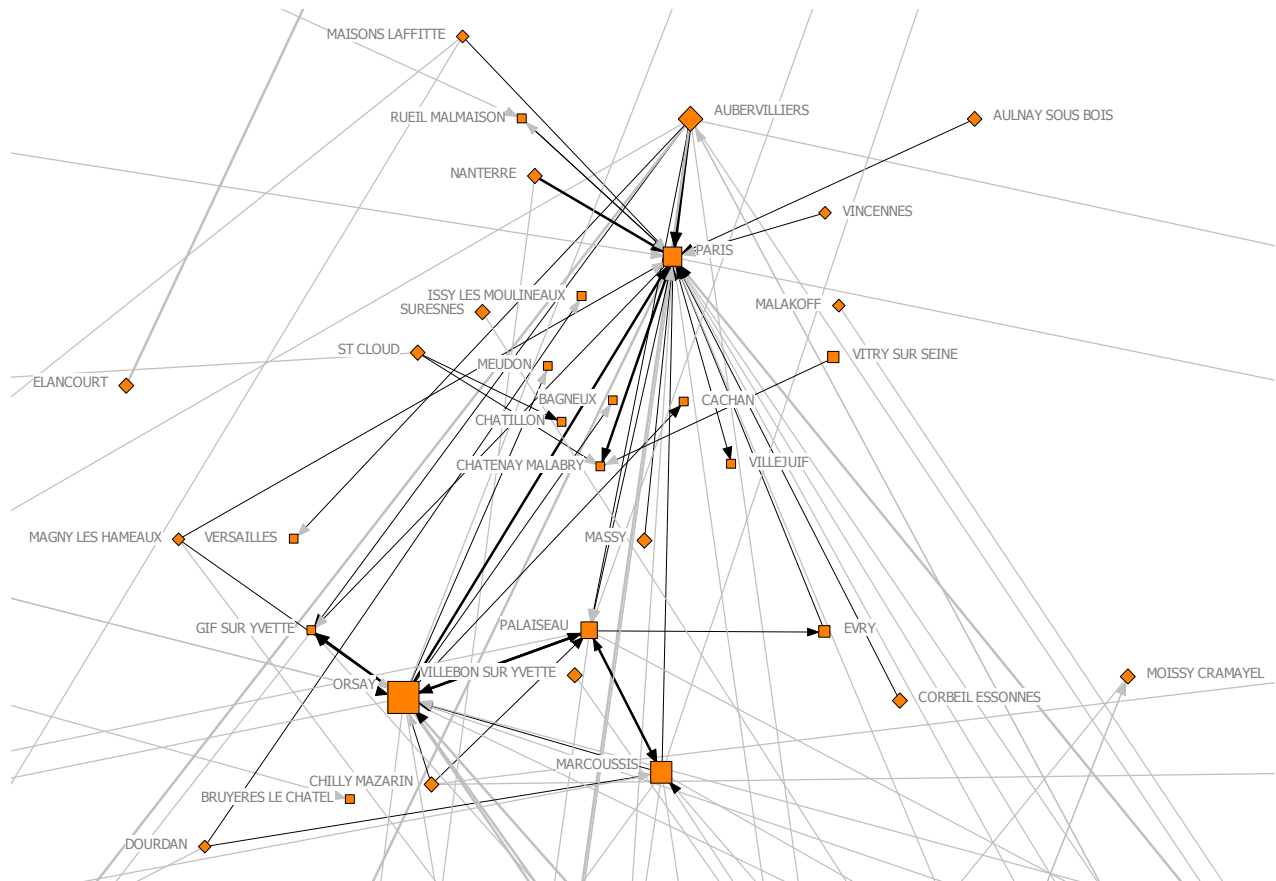 MAISONS LAFFITTE
AUBERVILLIERS
AULNAY SOUS BOIS
RUEIL MALMAISON
NANTERRE
VINCENNES
PARIS
ISSY LES MOULINEAUX
SURESNES
MALAKOFF
ST CLOUD
VITRY SUR SEINE
MEUDON
ELANCOURT
BAGNEUX
CACHAN
CHATILLON
CHATENAY MALABRY
VILLEJUIF
MAGNY LES HAMEAUX
VERSAILLES
MASSY
GIF SUR YVETTE
PALAISEAU
EVRY
VILLEBON SUR YVETTE
MOISSY CRAMAYEL
ORSAY
CORBEIL ESSONNES
MARCOUSSIS
CHILLY MAZARIN
BRUYERES LE CHATEL
DOURDAN